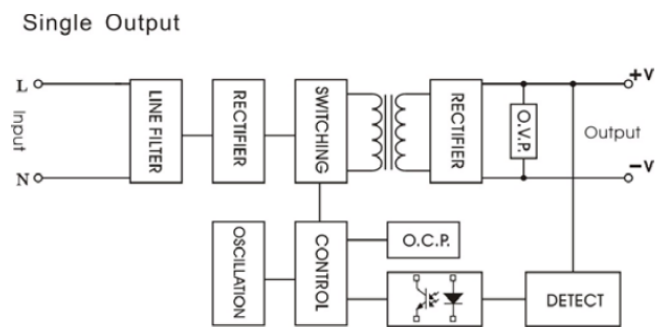 Single Output
L
Input
N
LINE FILTER
RECTIFIER
SWITCHING
RECTIFIER
O.V.P.
+V
Output
-V
OSCILLATION
CONTROL
O.C.P.
DETECT